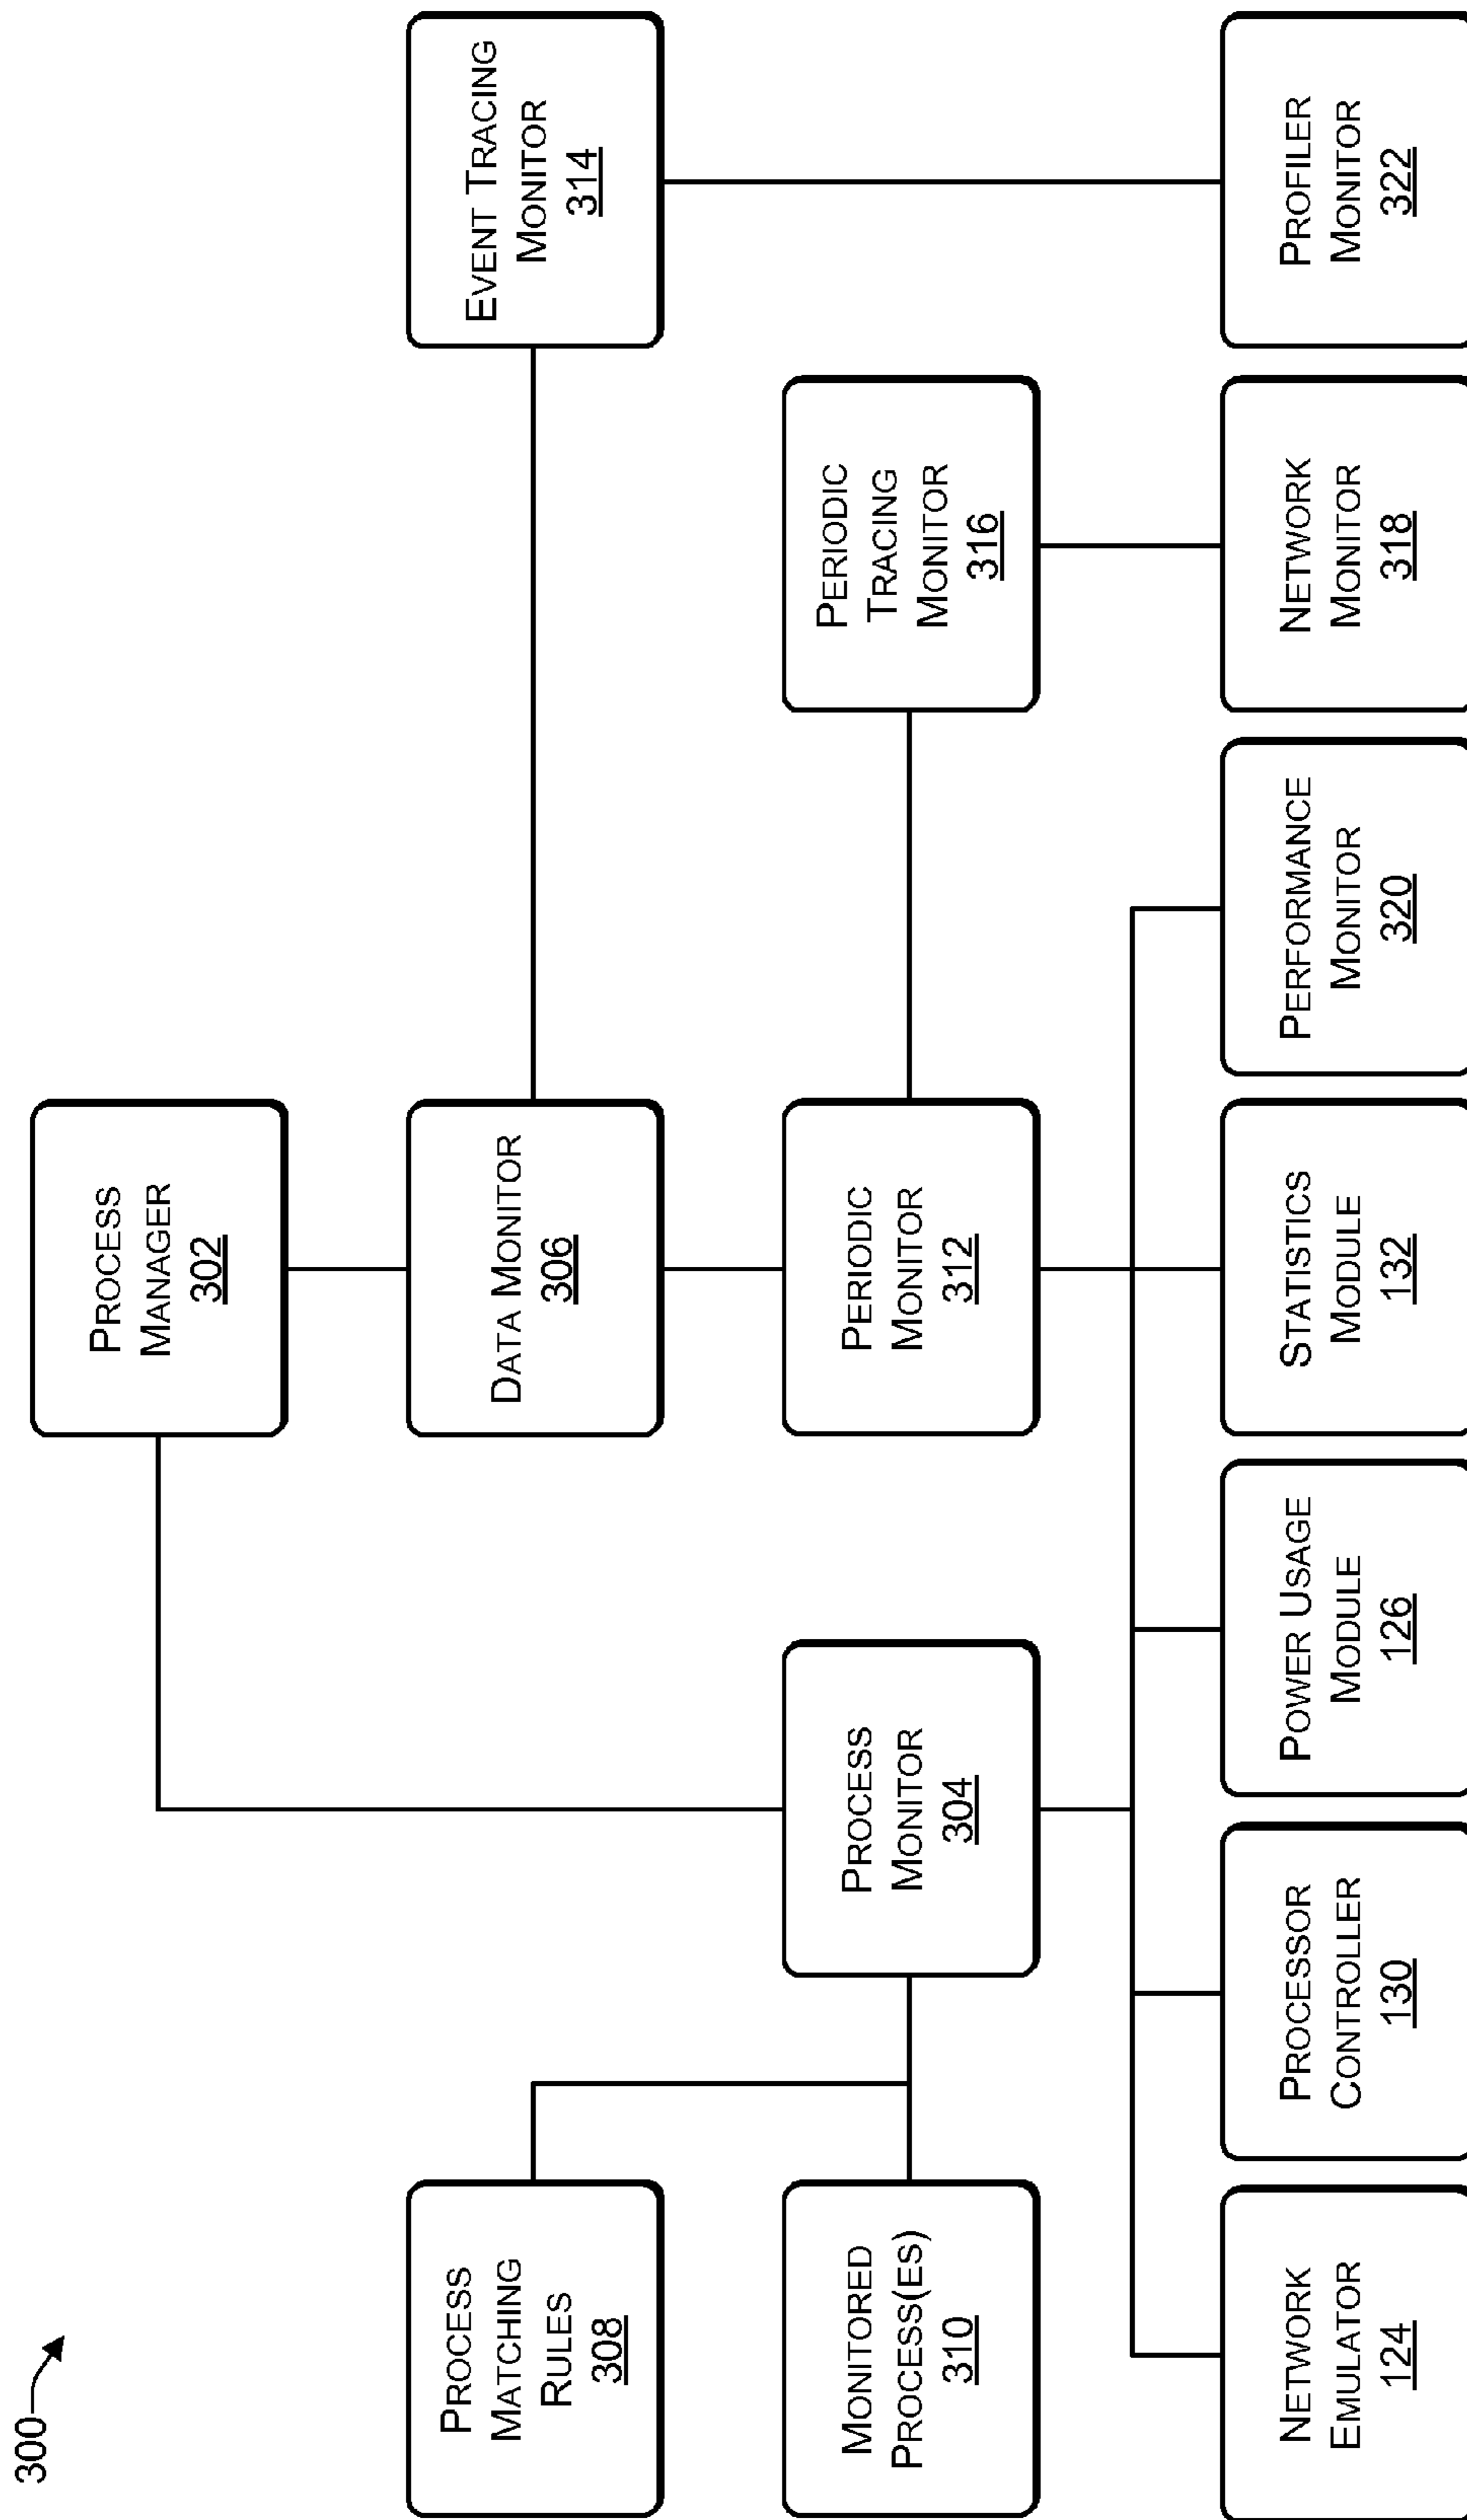 300
PROCESS
MANAGER
302
PROCESS
MATCHING
RULES
308
DATA MONITOR
306
EVENT TRACING
MONITOR
314
MONITORED
PROCESS(ES)
310
PROCESS
MONITOR
304
PERIODIC
MONITOR
312
PERIODIC
TRACING
MONITOR
316
NETWORK
EMULATOR
124
PROCESSOR
CONTROLLER
130
POWER USAGE
MODULE
126
STATISTICS
MODULE
132
PERFORMANCE
MONITOR
320
NETWORK
MONITOR
318
PROFILER
MONITOR
322